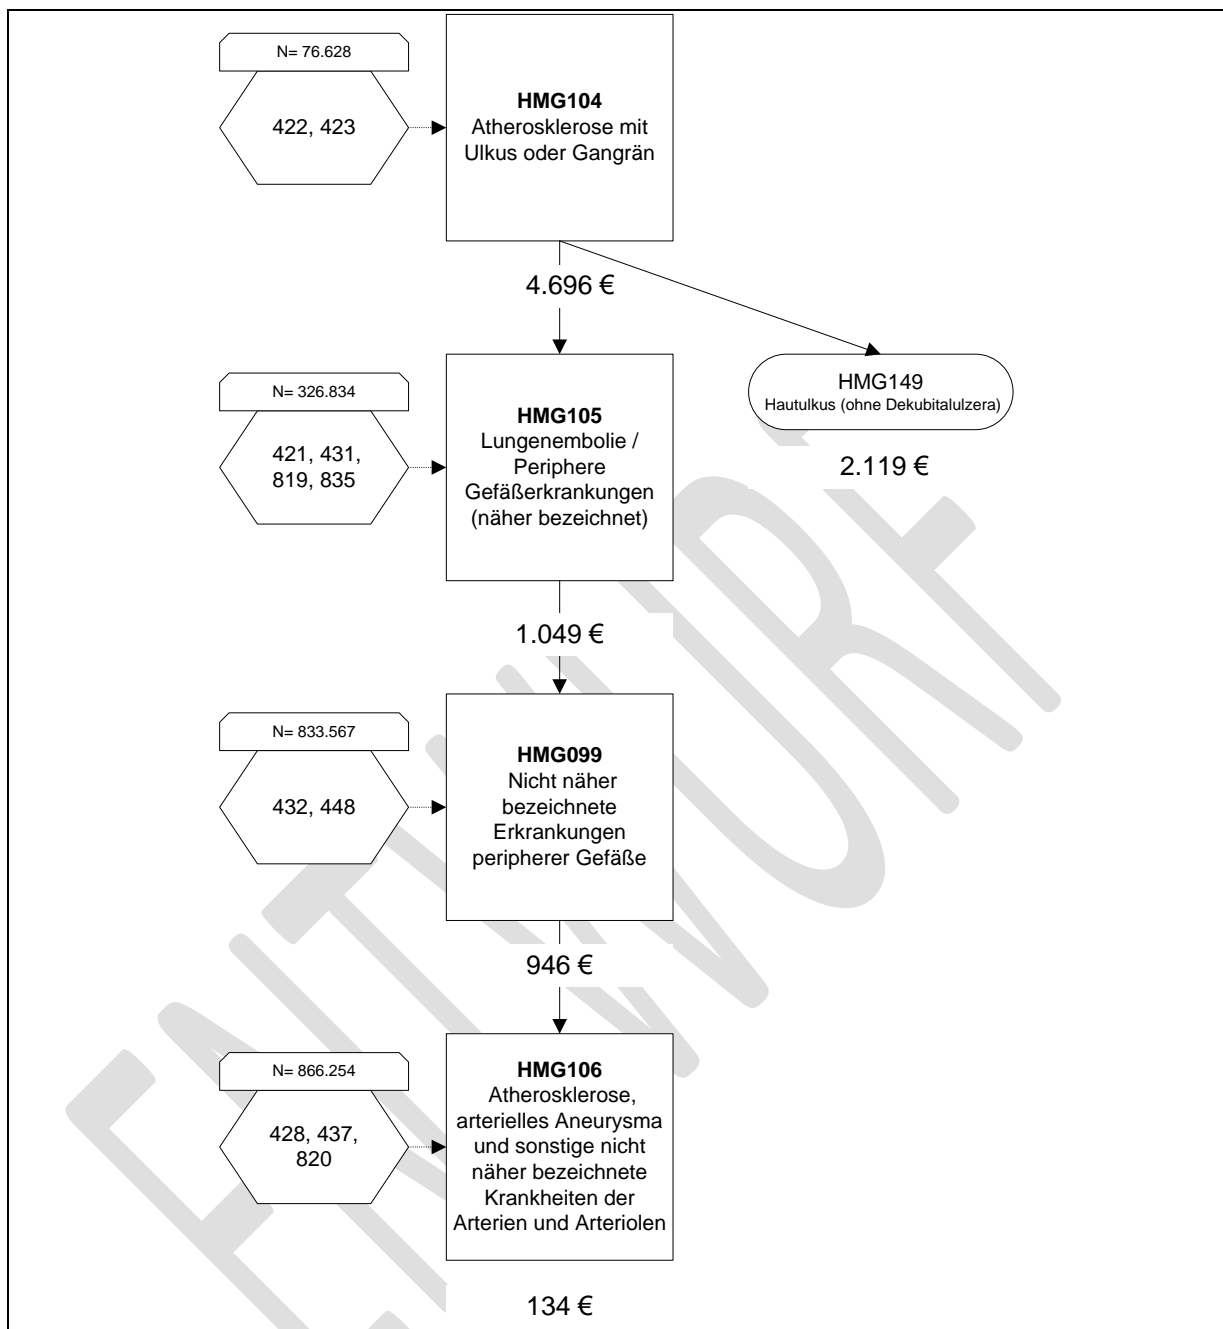 N= 76.628
422, 423
HMG104
Atherosklerose mit
Ulkus oder Gangrän
4.696 €
N= 326.834
421, 431,
819, 835
HMG105
Lungenembolie /
Periphere
Gefäßerkrankungen
(näher bezeichnet)
HMG149
Hautulkus (ohne Dekubitalulzera)
2.119 €
1.049 €
N= 833.567
432, 448
HMG099
Nicht näher
bezeichnete
Erkrankungen
peripherer Gefäße
946 €
N= 866.254
428, 437,
820
HMG106
Atherosklerose,
arterielles Aneurysma
und sonstige nicht
näher bezeichnete
Krankheiten der
Arterien und Arteriolen
134 €
ENTWURF